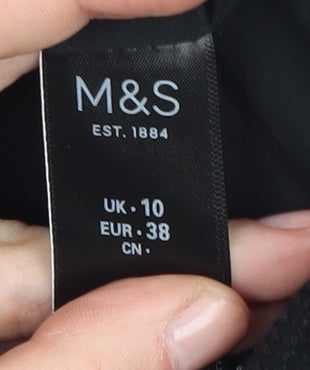 M&S
EST. 1884
UK · 10
EUR · 38
CN ·